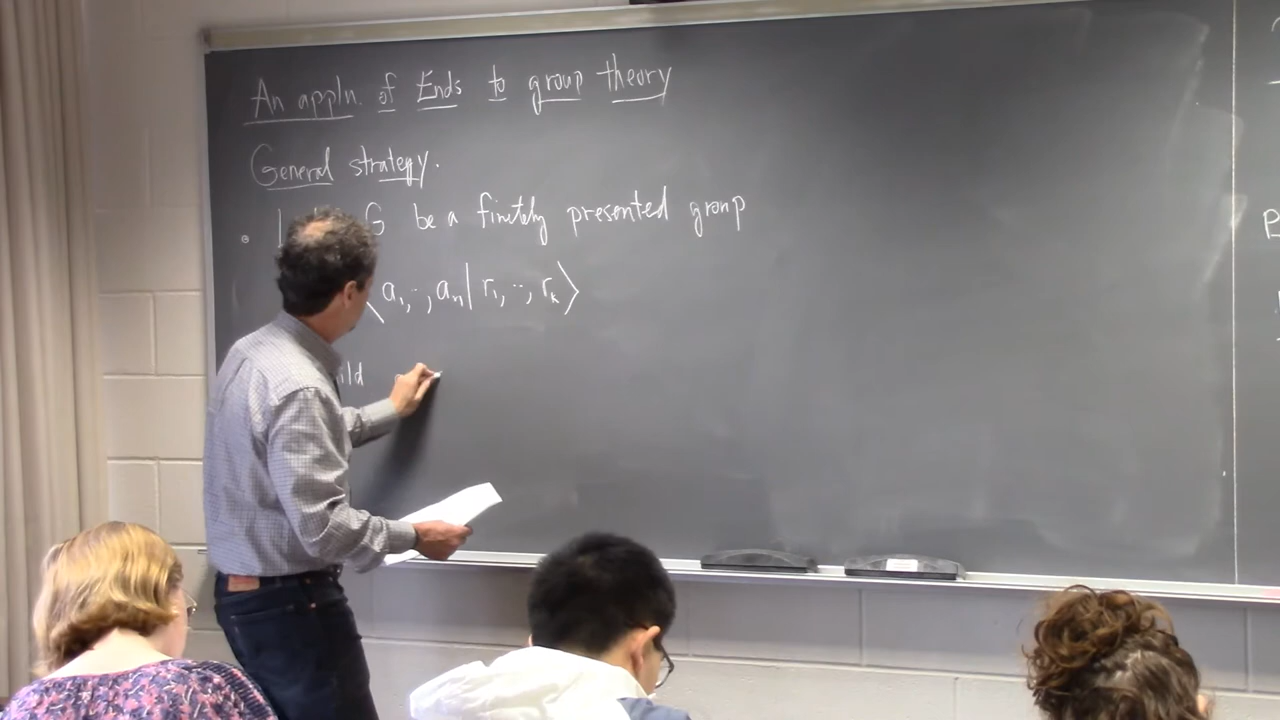 An appln. of Ends to group theory
General strategy.
G be a finitely presented group
⟨a₁, ··, aₙ | r₁, ··, rₖ⟩